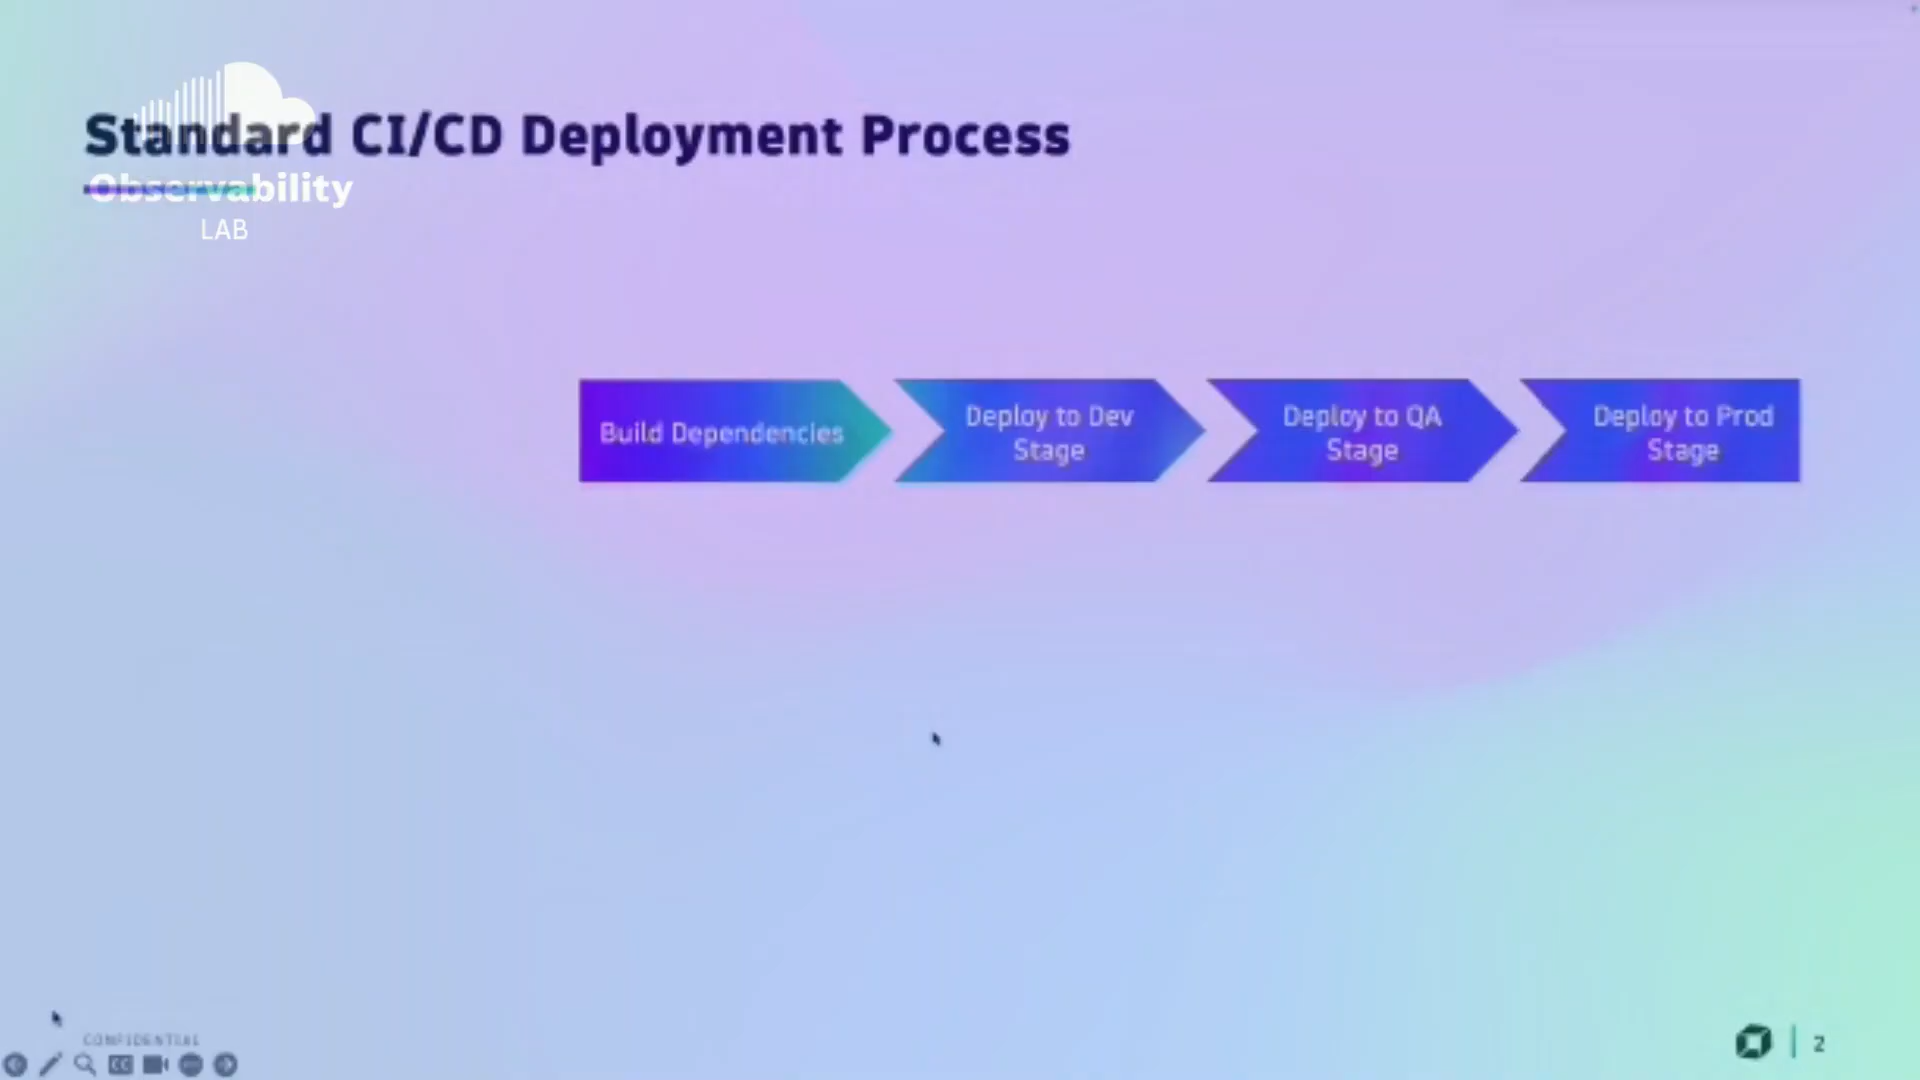 Standard CI/CD Deployment Process
Observability
LAB
Build Dependencies
Deploy to Dev
Stage
Deploy to QA
Stage
Deploy to Prod
Stage
CONFIDENTIAL
CC
2